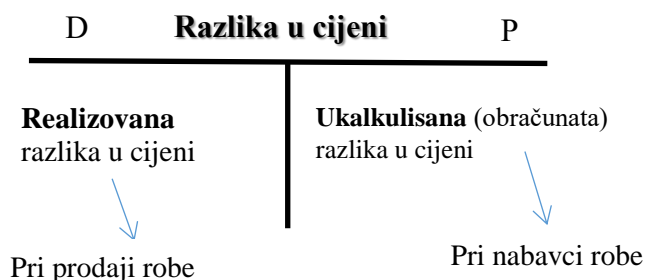 D Razlika u cijeni P
Realizovana
razlika u cijeni
Ukalkulisana (obračunata)
razlika u cijeni
Pri prodaji robe
Pri nabavci robe